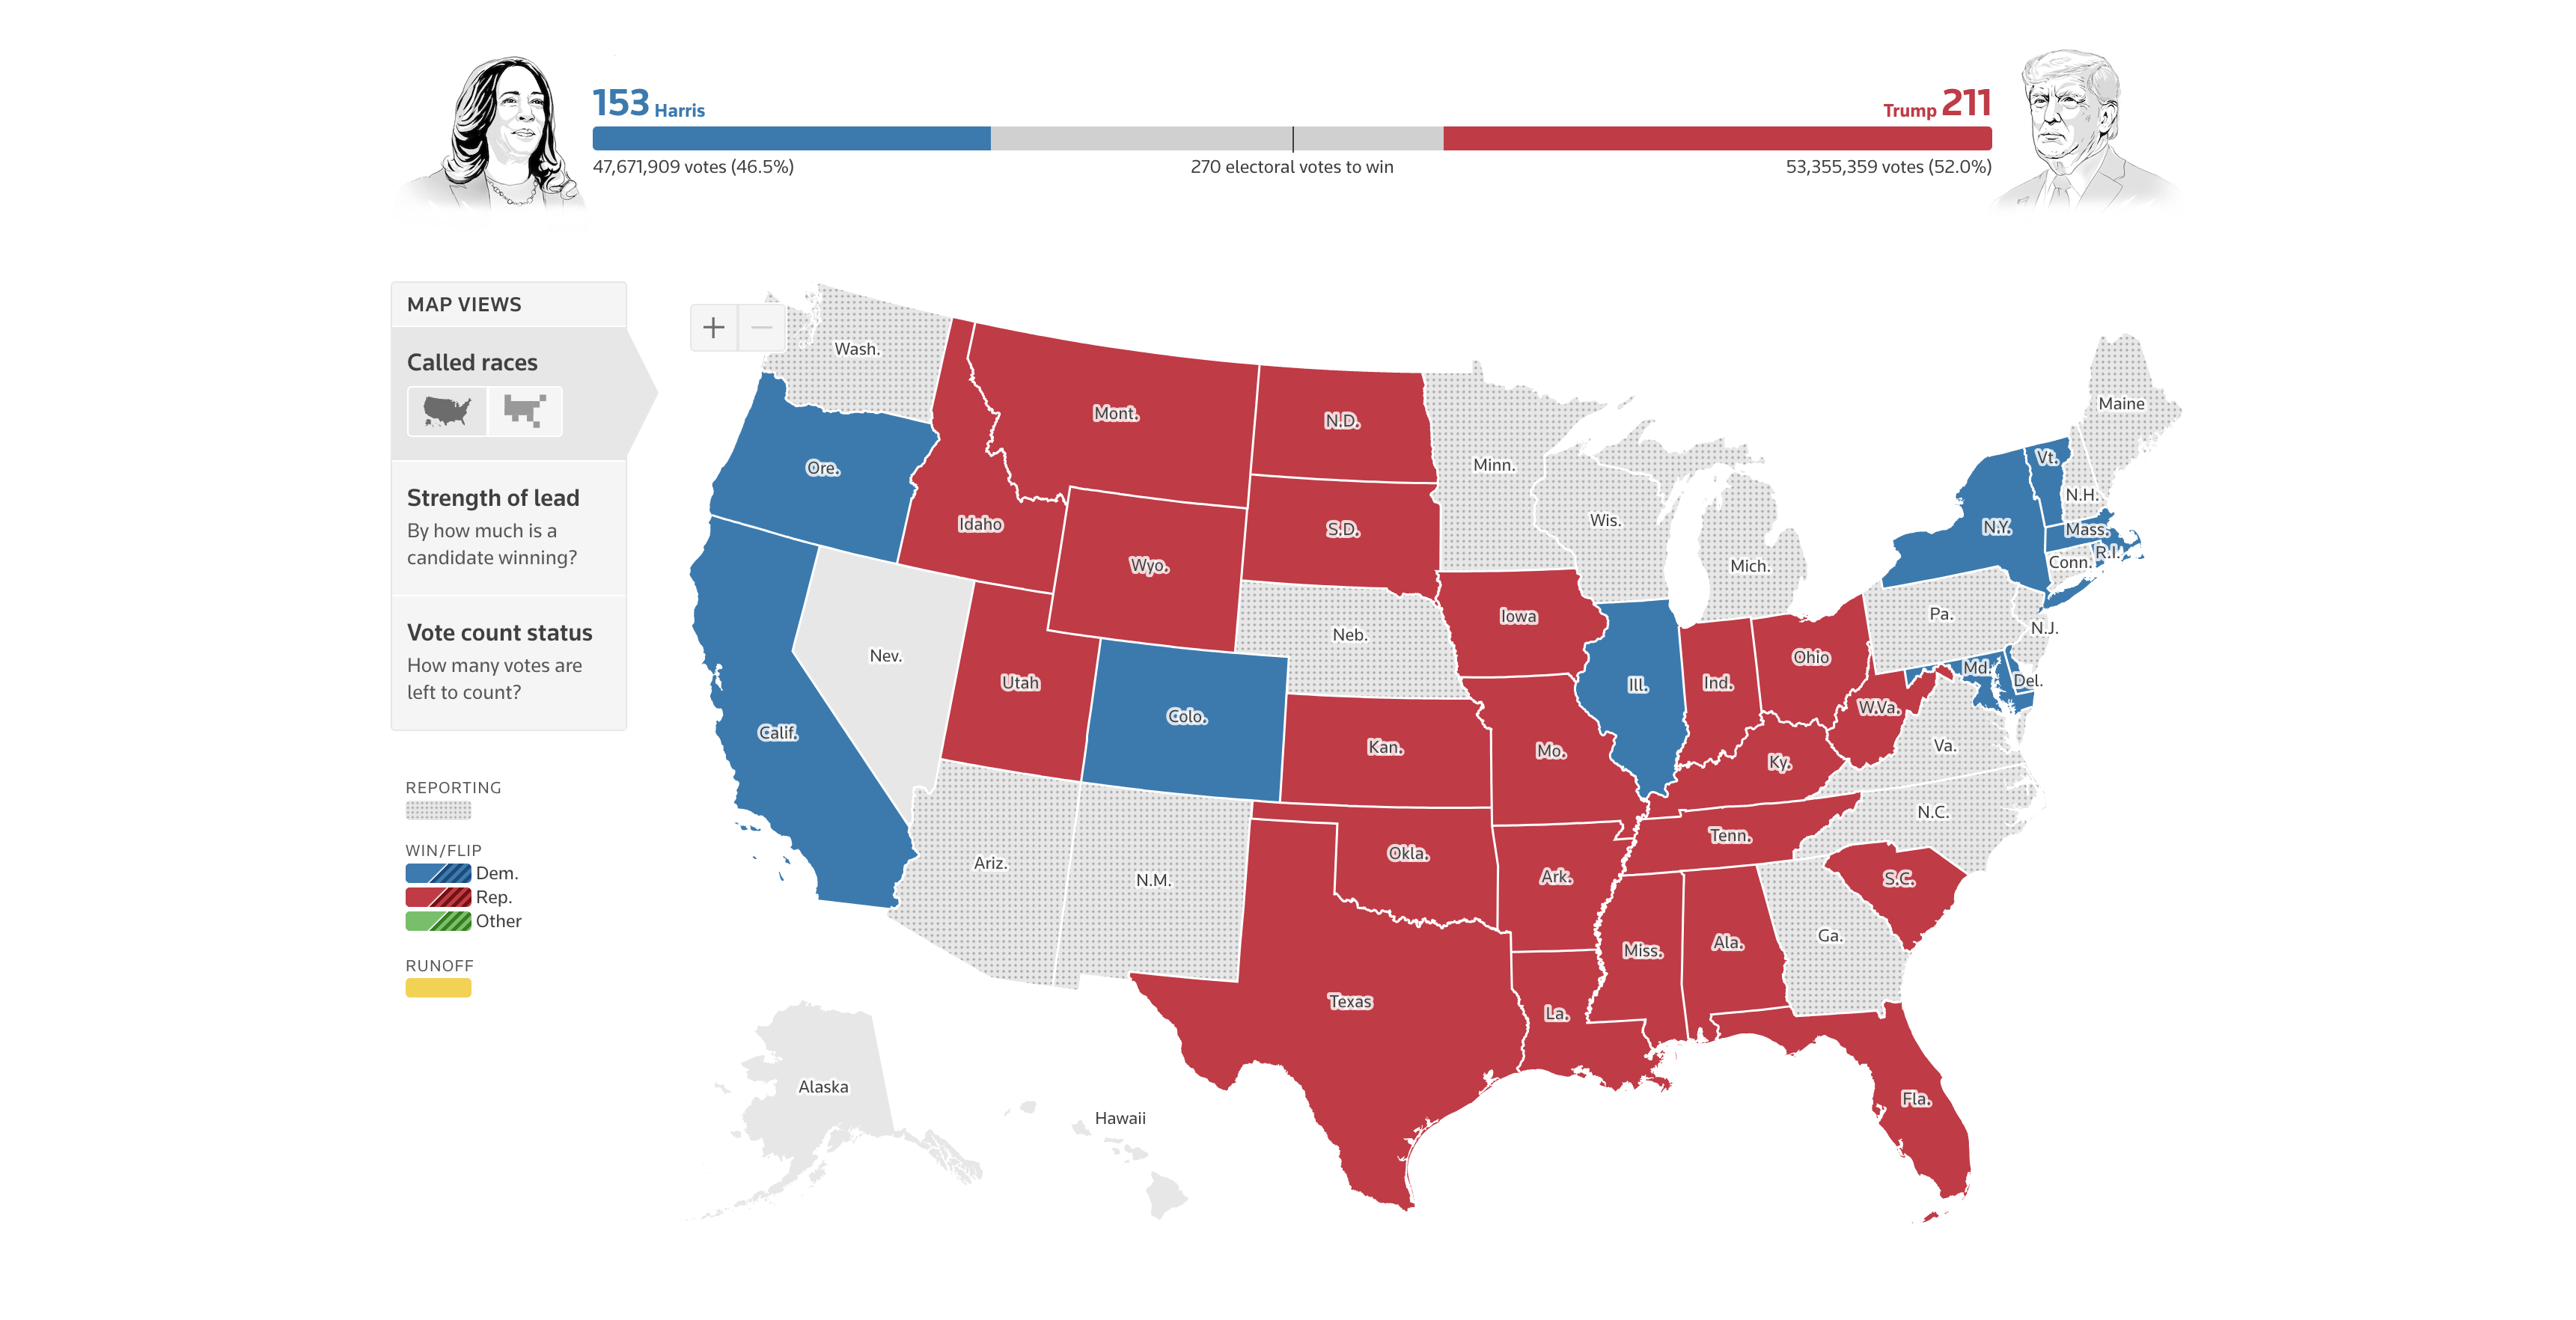 153 Harris
Trump 211
47,671,909 votes (46.5%)
270 electoral votes to win
53,355,359 votes (52.0%)
MAP VIEWS
Called races
Strength of lead
By how much is a
candidate winning?
Vote count status
How many votes are
left to count?
REPORTING
WIN/FLIP
Dem.
Rep.
Other
RUNOFF
+
−
Wash.
Mont.
N.D.
Minn.
Maine
Ore.
Vt.
N.H.
Idaho
S.D.
Wis.
N.Y.
Mass.
R.I.
Conn.
Wyo.
Mich.
Iowa
Pa.
N.J.
Neb.
Nev.
Utah
Ill.
Ind.
Ohio
Md.
Del.
W.Va.
Colo.
Calif.
Kan.
Mo.
Ky.
Va.
N.C.
Tenn.
Ariz.
N.M.
Okla.
Ark.
S.C.
Miss.
Ala.
Ga.
Texas
La.
Alaska
Hawaii
Fla.